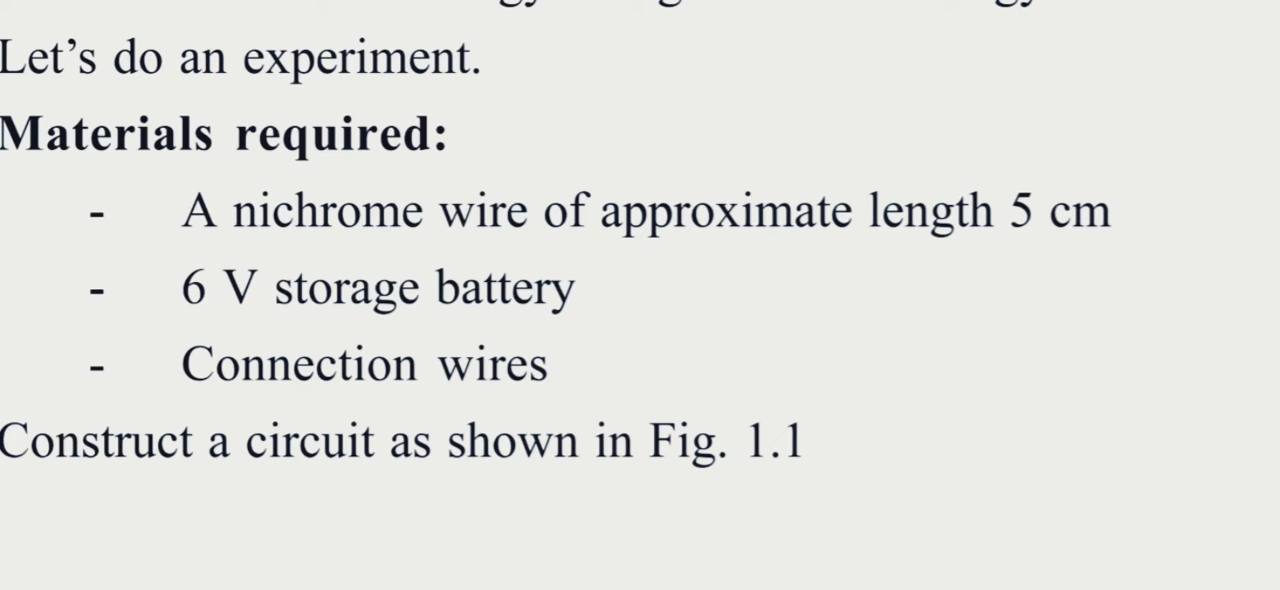 Let’s do an experiment.
Materials required:
- A nichrome wire of approximate length 5 cm
- 6 V storage battery
- Connection wires
Construct a circuit as shown in Fig. 1.1